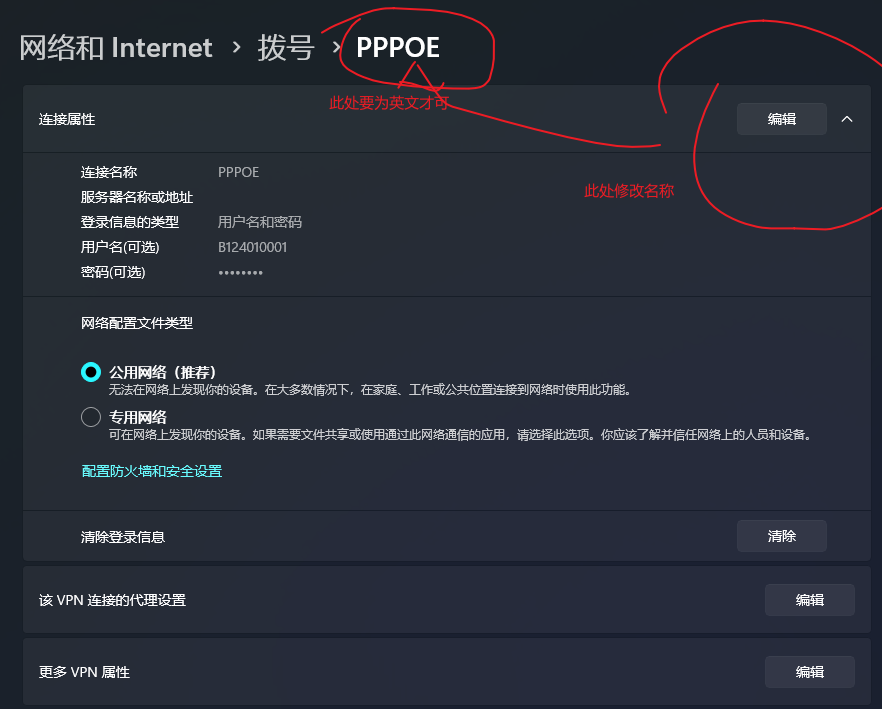 网络和 Internet › 拨号 › PPPOE
此处要为英文才可
连接属性 编辑
连接名称 PPPOE
此处修改名称
服务器名称或地址
登录信息的类型 用户名和密码
用户名(可选) B124010001
密码(可选) ••••••••
网络配置文件类型
公用网络（推荐）
无法在网络上发现你的设备。在大多数情况下，在家庭、工作或公共位置连接到网络时使用此功能。
专用网络
可在网络上发现你的设备。如果需要文件共享或使用通过此网络通信的应用，请选择此选项。你应该了解并信任网络上的人员和设备。
配置防火墙和安全设置
清除登录信息 清除
该 VPN 连接的代理设置 编辑
更多 VPN 属性 编辑